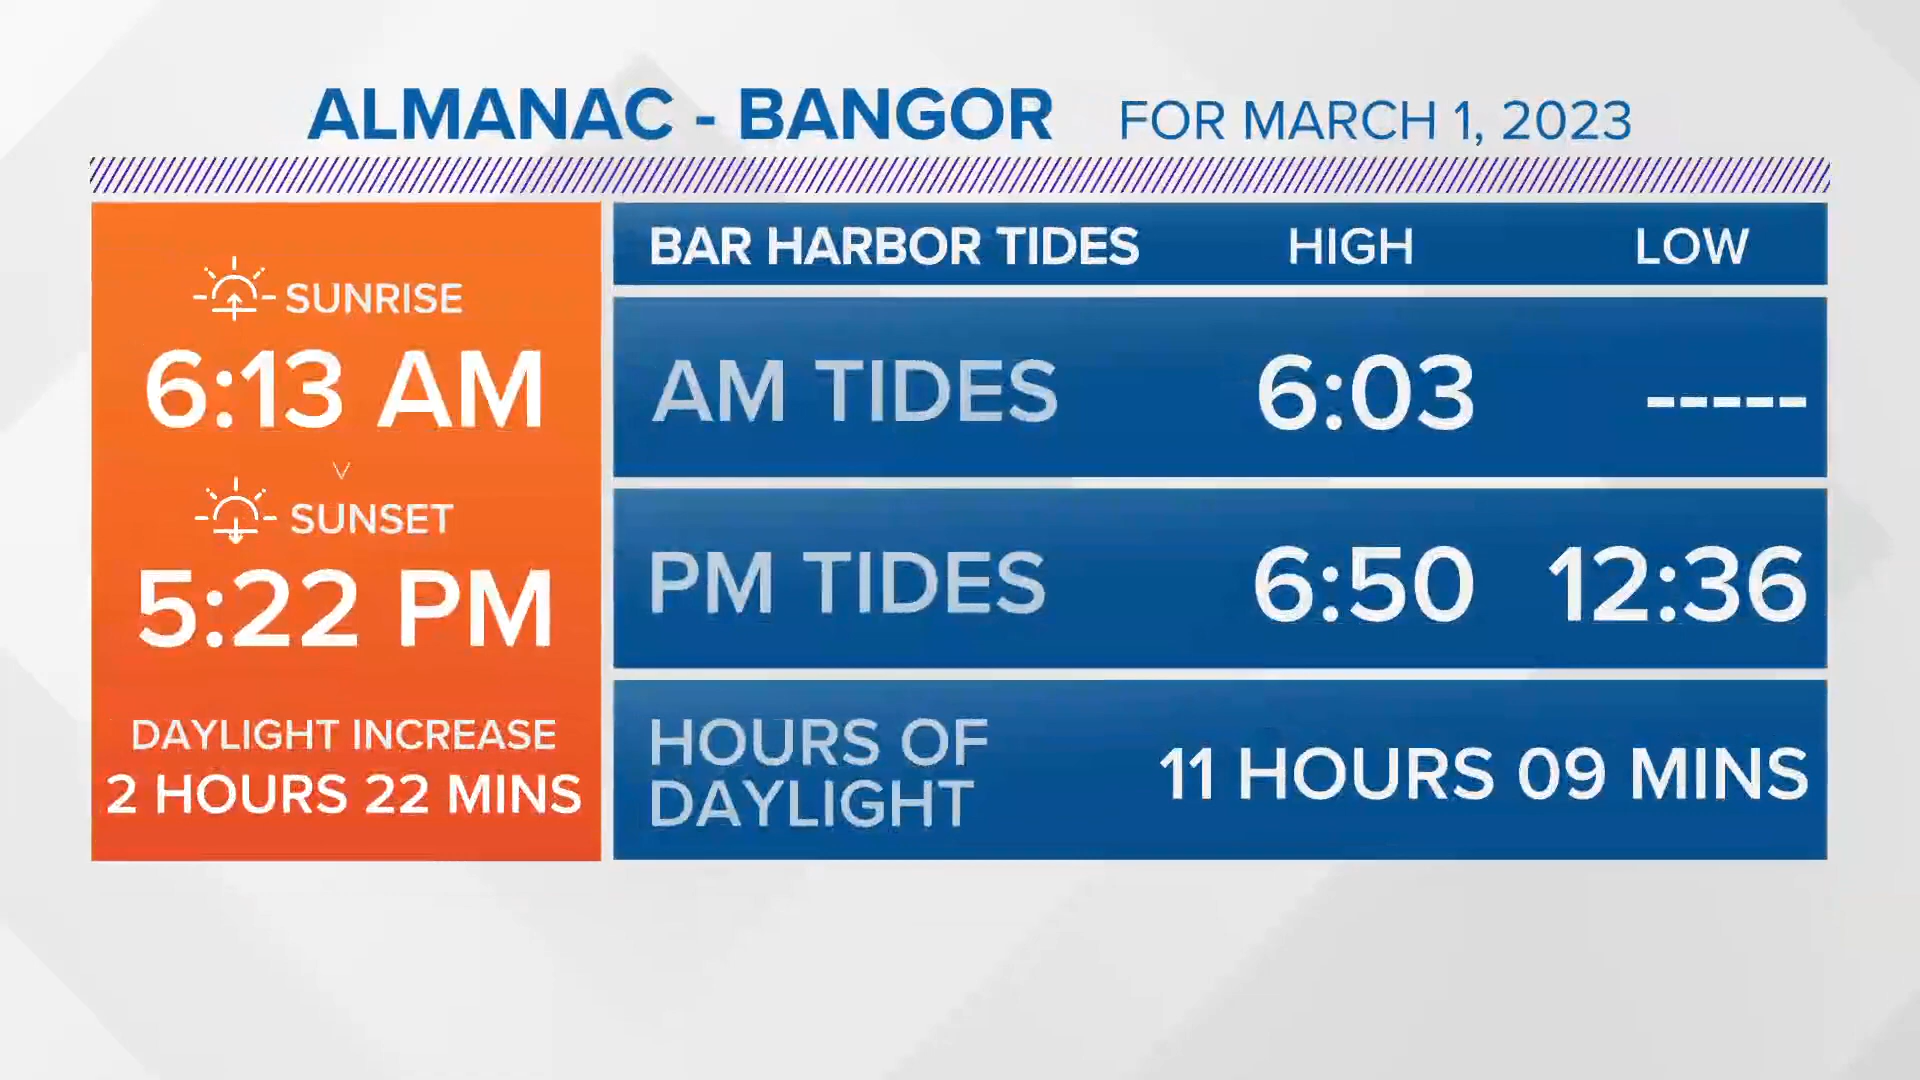 ALMANAC - BANGOR FOR MARCH 1, 2023
SUNRISE
6:13 AM
SUNSET
5:22 PM
DAYLIGHT INCREASE
2 HOURS 22 MINS
BAR HARBOR TIDES HIGH LOW
AM TIDES 6:03 -----
PM TIDES 6:50 12:36
HOURS OF
DAYLIGHT
11 HOURS 09 MINS